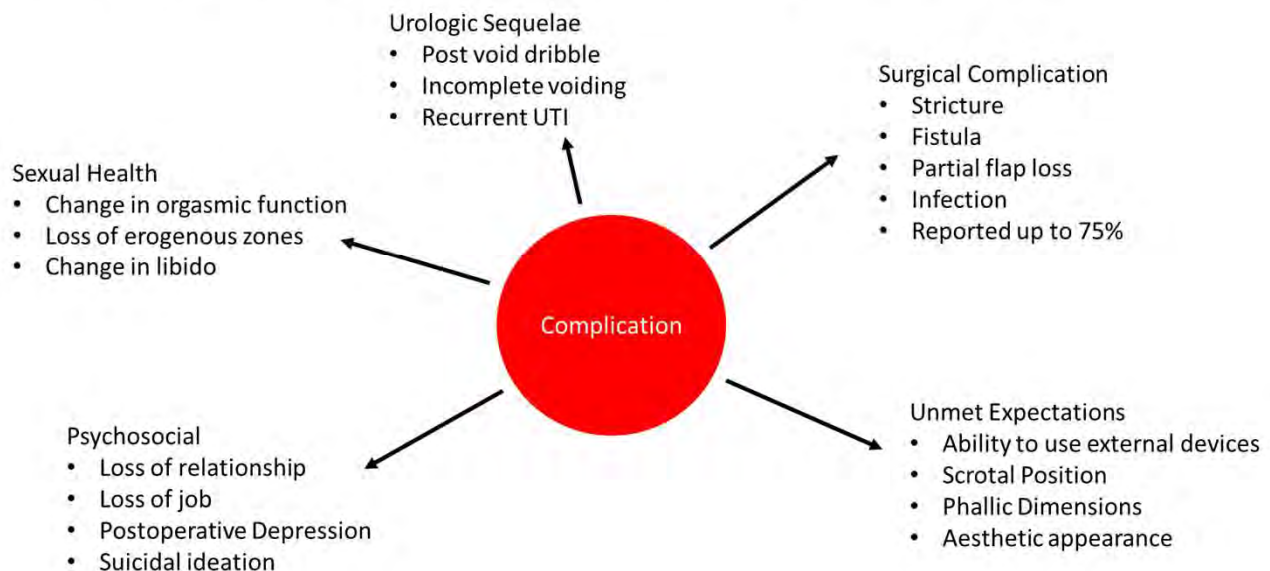 Urologic Sequelae
• Post void dribble
• Incomplete voiding
• Recurrent UTI
Surgical Complication
• Stricture
• Fistula
• Partial flap loss
• Infection
• Reported up to 75%
Sexual Health
• Change in orgasmic function
• Loss of erogenous zones
• Change in libido
Complication
Psychosocial
• Loss of relationship
• Loss of job
• Postoperative Depression
• Suicidal ideation
Unmet Expectations
• Ability to use external devices
• Scrotal Position
• Phallic Dimensions
• Aesthetic appearance